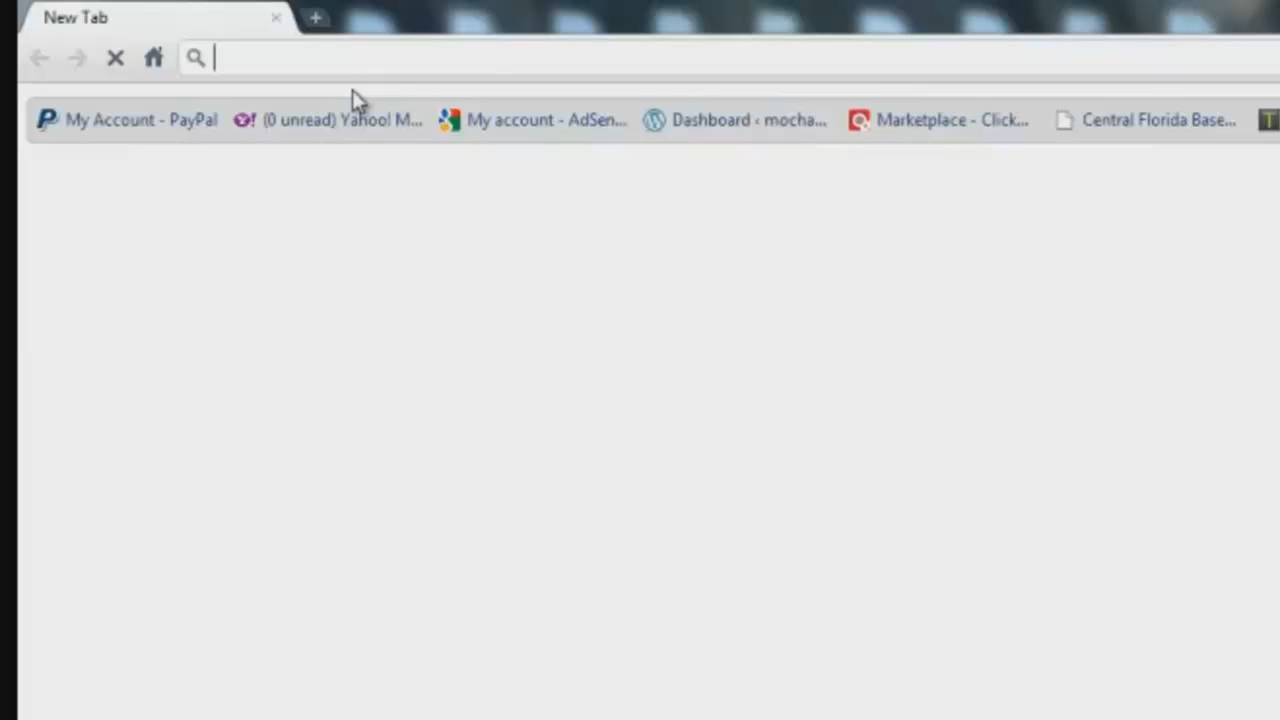 New Tab
My Account - PayPal (0 unread) Yahoo! M... My account - AdSen... Dashboard ‹ mocha... Marketplace - Click... Central Florida Base... T